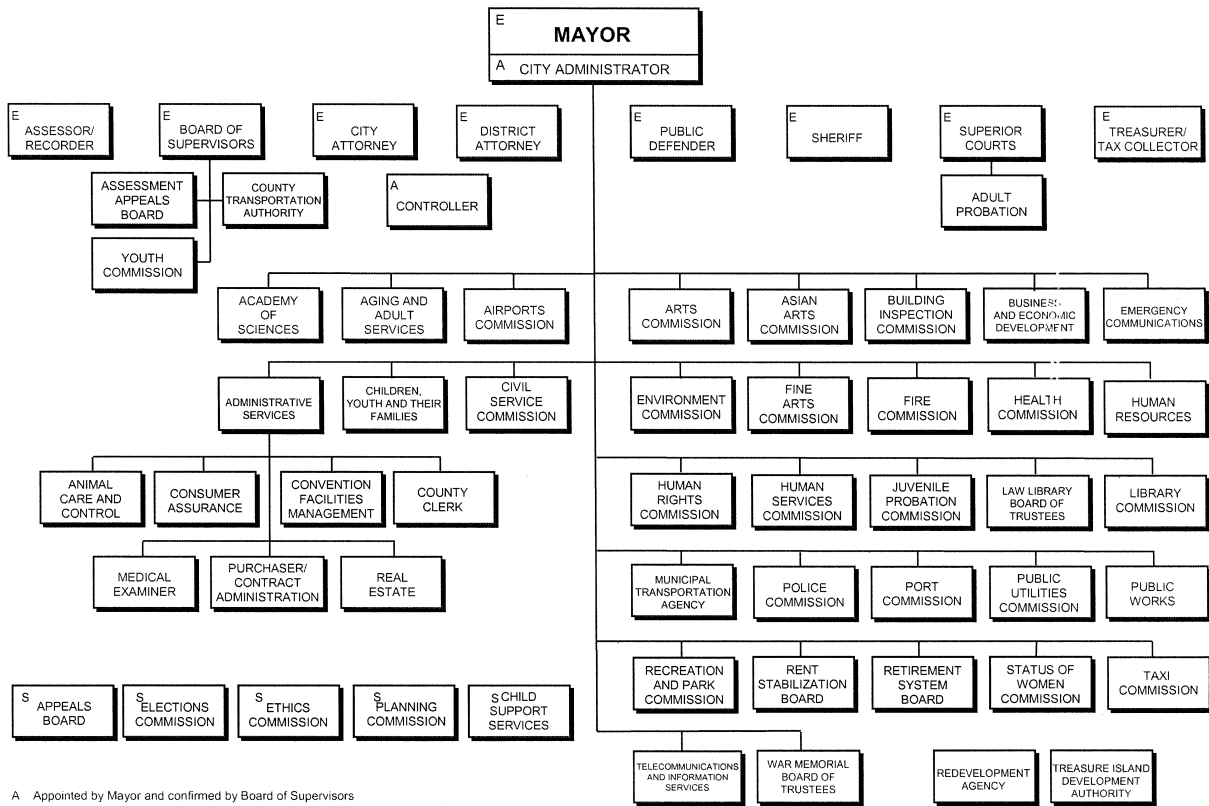 E
MAYOR
A CITY ADMINISTRATOR
E
ASSESSOR/
RECORDER
E
BOARD OF
SUPERVISORS
E
CITY
ATTORNEY
E
DISTRICT
ATTORNEY
E
PUBLIC
DEFENDER
E
SHERIFF
E
SUPERIOR
COURTS
E
TREASURER/
TAX COLLECTOR
ASSESSMENT
APPEALS
BOARD
COUNTY
TRANSPORTATION
AUTHORITY
A
CONTROLLER
ADULT
PROBATION
YOUTH
COMMISSION
ACADEMY
OF
SCIENCES
AGING AND
ADULT
SERVICES
AIRPORTS
COMMISSION
ARTS
COMMISSION
ASIAN
ARTS
COMMISSION
BUILDING
INSPECTION
COMMISSION
BUSINESS
AND ECONOMIC
DEVELOPMENT
EMERGENCY
COMMUNICATIONS
ADMINISTRATIVE
SERVICES
CHILDREN,
YOUTH AND THEIR
FAMILIES
CIVIL
SERVICE
COMMISSION
ENVIRONMENT
COMMISSION
FINE
ARTS
COMMISSION
FIRE
COMMISSION
HEALTH
COMMISSION
HUMAN
RESOURCES
ANIMAL
CARE AND
CONTROL
CONSUMER
ASSURANCE
CONVENTION
FACILITIES
MANAGEMENT
COUNTY
CLERK
HUMAN
RIGHTS
COMMISSION
HUMAN
SERVICES
COMMISSION
JUVENILE
PROBATION
COMMISSION
LAW LIBRARY
BOARD OF
TRUSTEES
LIBRARY
COMMISSION
MEDICAL
EXAMINER
PURCHASER/
CONTRACT
ADMINISTRATION
REAL
ESTATE
MUNICIPAL
TRANSPORTATION
AGENCY
POLICE
COMMISSION
PORT
COMMISSION
PUBLIC
UTILITIES
COMMISSION
PUBLIC
WORKS
RECREATION
AND PARK
COMMISSION
RENT
STABILIZATION
BOARD
RETIREMENT
SYSTEM
BOARD
STATUS OF
WOMEN
COMMISSION
TAXI
COMMISSION
S
APPEALS
BOARD
S
ELECTIONS
COMMISSION
S
ETHICS
COMMISSION
S
PLANNING
COMMISSION
S CHILD
SUPPORT
SERVICES
TELECOMMUNICATIONS
AND INFORMATION
SERVICES
WAR MEMORIAL
BOARD OF
TRUSTEES
REDEVELOPMENT
AGENCY
TREASURE ISLAND
DEVELOPMENT
AUTHORITY
A Appointed by Mayor and confirmed by Board of Supervisors